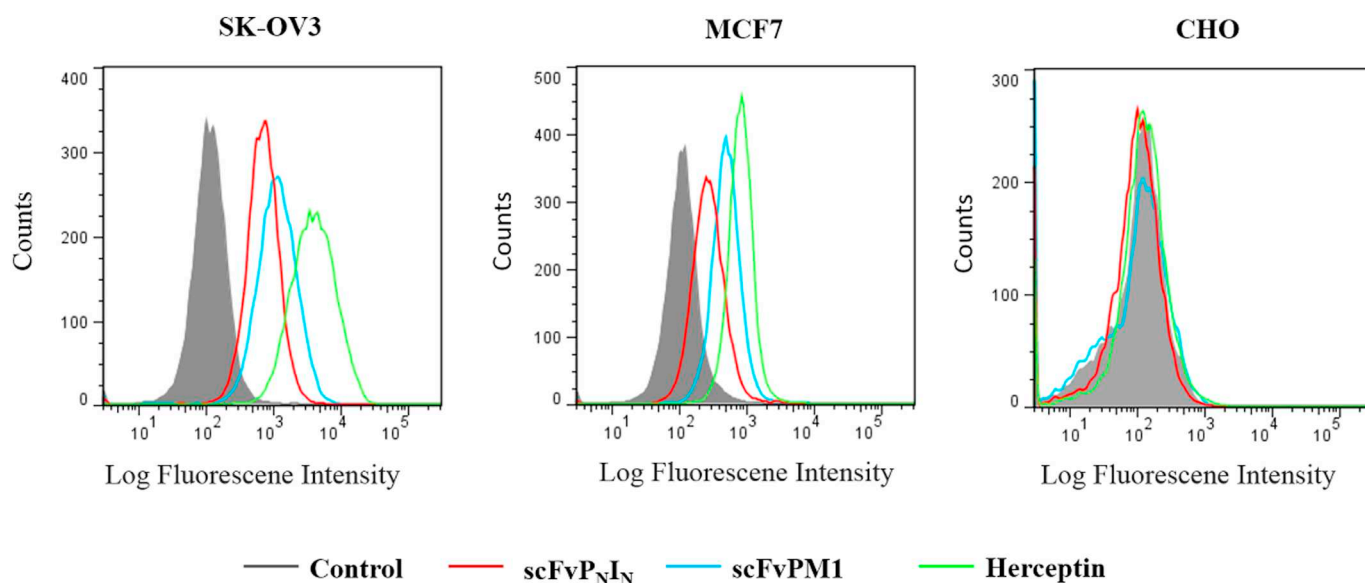 SK-OV3
MCF7
CHO
400
300
200
100
0
Counts
10^1 10^2 10^3 10^4 10^5
Log Fluorescene Intensity
500
400
300
200
100
0
Counts
10^1 10^2 10^3 10^4 10^5
Log Fluorescene Intensity
300
200
100
0
Counts
10^1 10^2 10^3 10^4 10^5
Log Fluorescene Intensity
Control scFvP_NI_N scFvPM1 Herceptin